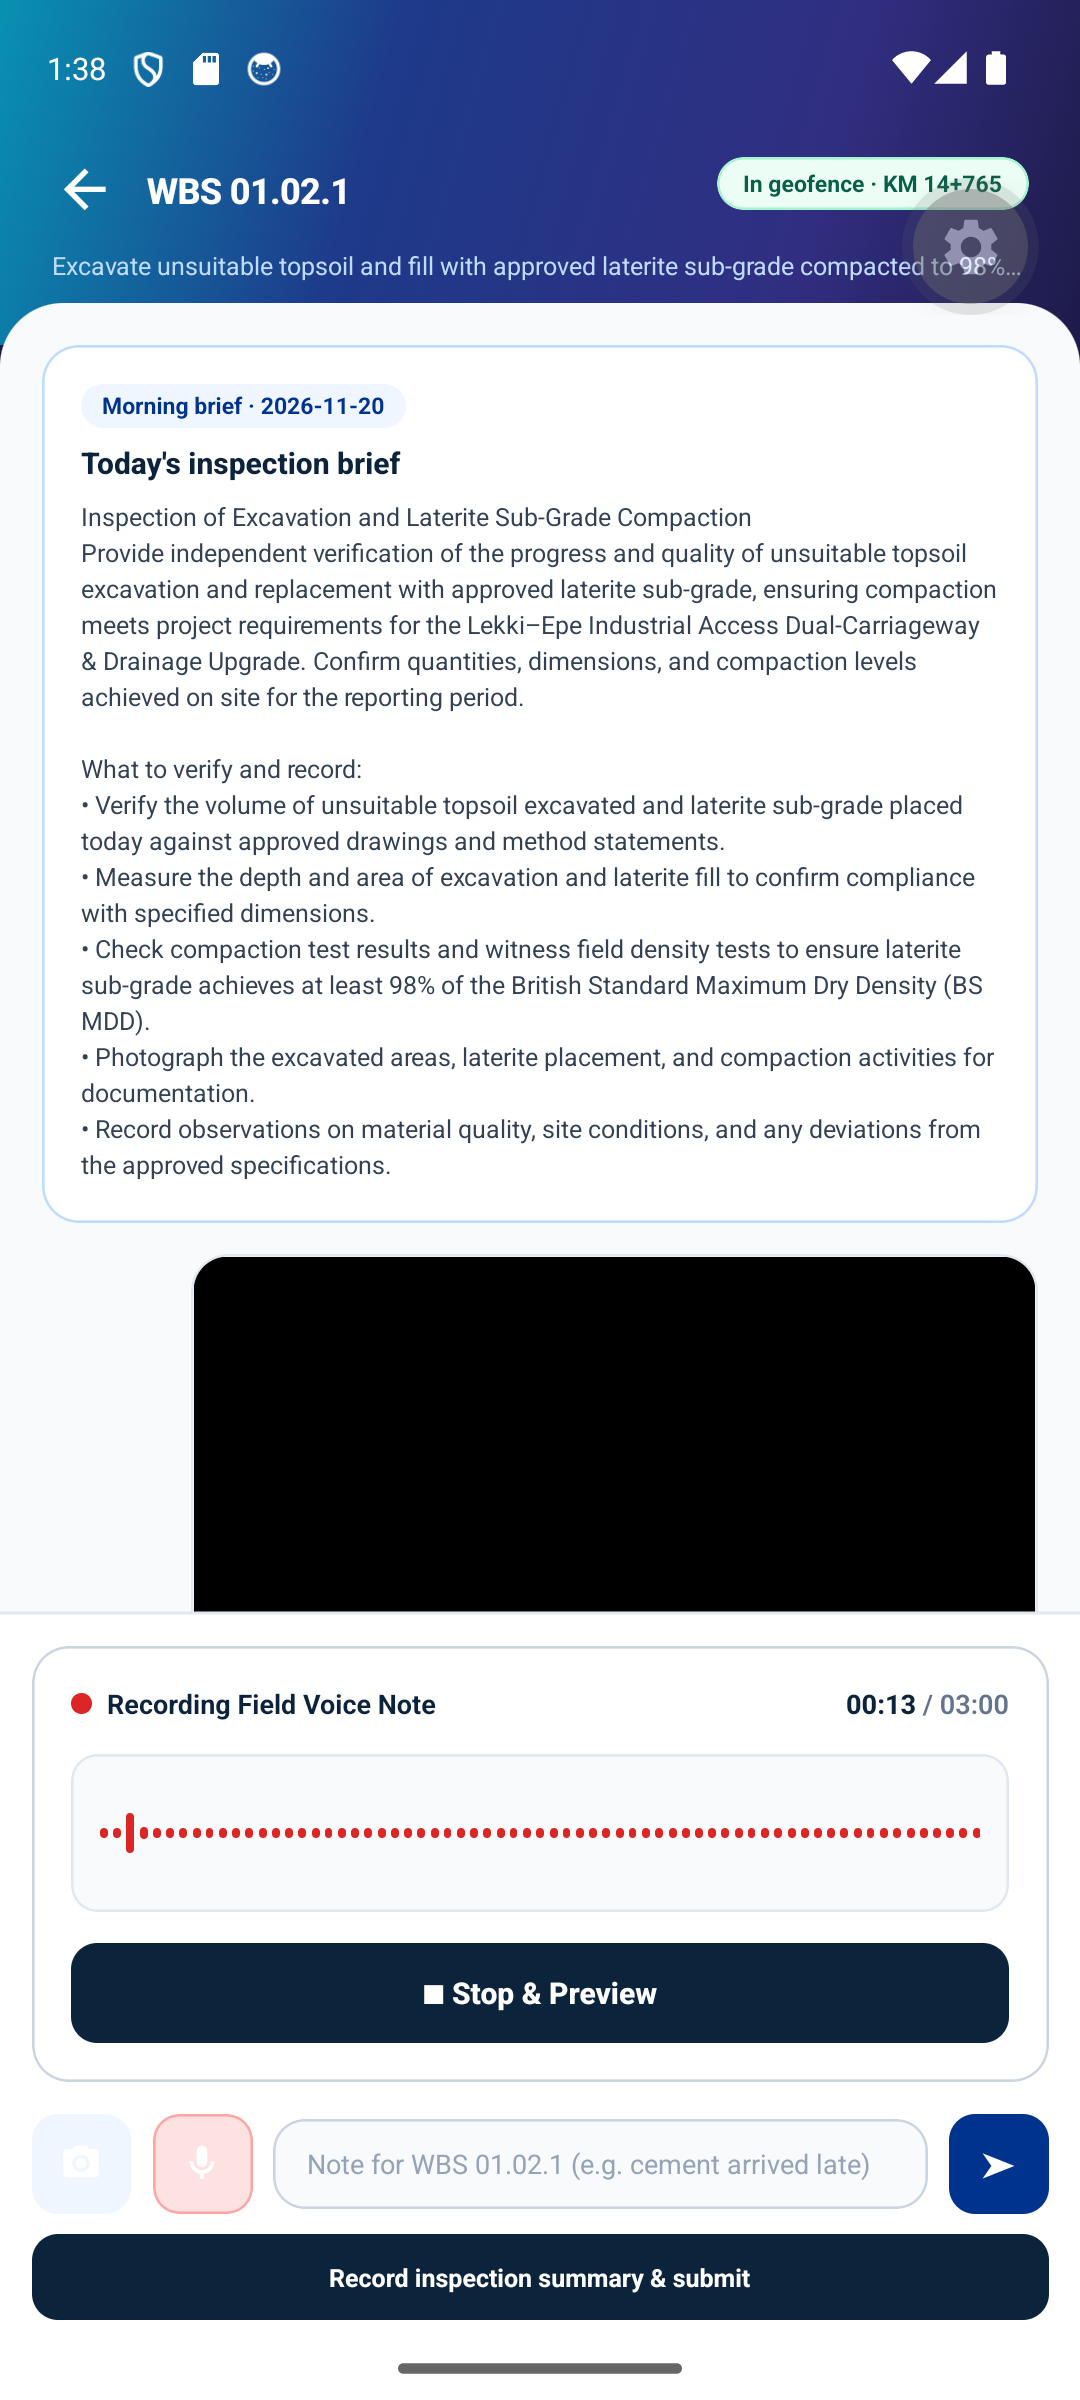 1:38
WBS 01.02.1
In geofence · KM 14+765
Excavate unsuitable topsoil and fill with approved laterite sub-grade compacted to 98%...
Morning brief · 2026-11-20
Today's inspection brief
Inspection of Excavation and Laterite Sub-Grade Compaction
Provide independent verification of the progress and quality of unsuitable topsoil
excavation and replacement with approved laterite sub-grade, ensuring compaction
meets project requirements for the Lekki–Epe Industrial Access Dual-Carriageway
& Drainage Upgrade. Confirm quantities, dimensions, and compaction levels
achieved on site for the reporting period.
What to verify and record:
• Verify the volume of unsuitable topsoil excavated and laterite sub-grade placed
today against approved drawings and method statements.
• Measure the depth and area of excavation and laterite fill to confirm compliance
with specified dimensions.
• Check compaction test results and witness field density tests to ensure laterite
sub-grade achieves at least 98% of the British Standard Maximum Dry Density (BS
MDD).
• Photograph the excavated areas, laterite placement, and compaction activities for
documentation.
• Record observations on material quality, site conditions, and any deviations from
the approved specifications.
Recording Field Voice Note
00:13 / 03:00
Stop & Preview
Note for WBS 01.02.1 (e.g. cement arrived late)
Record inspection summary & submit